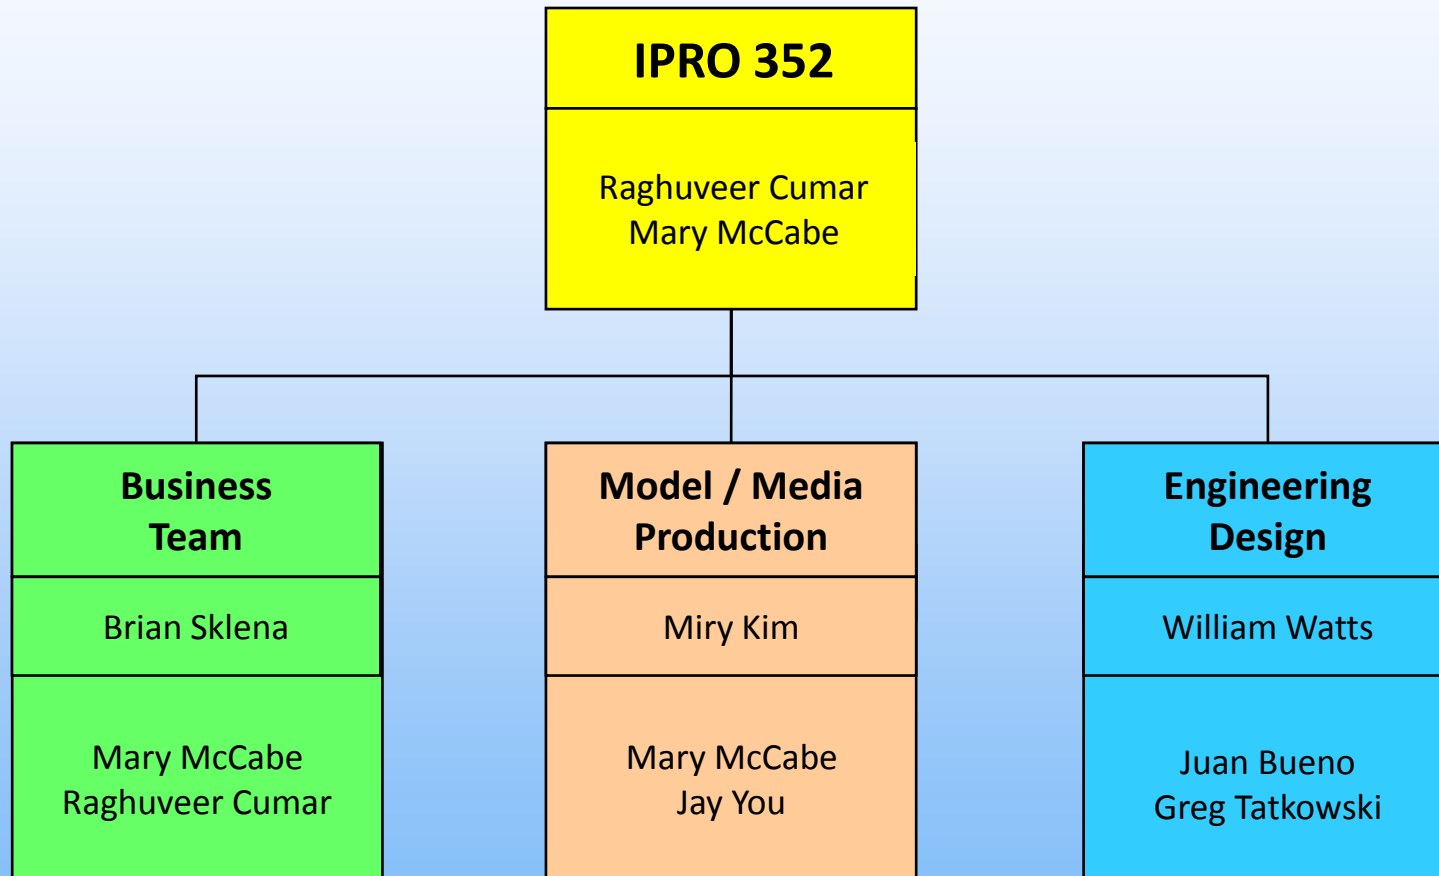 IPRO 352
Raghuveer Cumar
Mary McCabe
Business
Team
Brian Sklena
Mary McCabe
Raghuveer Cumar
Model / Media
Production
Miry Kim
Mary McCabe
Jay You
Engineering
Design
William Watts
Juan Bueno
Greg Tatkowski